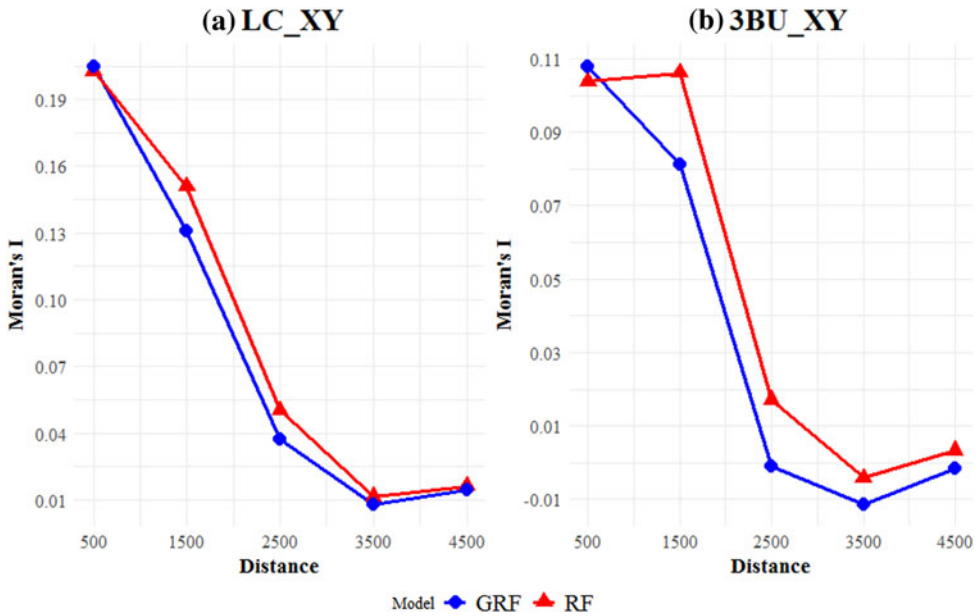 (a) LC_XY
Moran's I
0.19
0.16
0.13
0.10
0.07
0.04
0.01
500 1500 2500 3500 4500
Distance
(b) 3BU_XY
Moran's I
0.11
0.09
0.07
0.05
0.03
0.01
-0.01
500 1500 2500 3500 4500
Distance
Model GRF RF